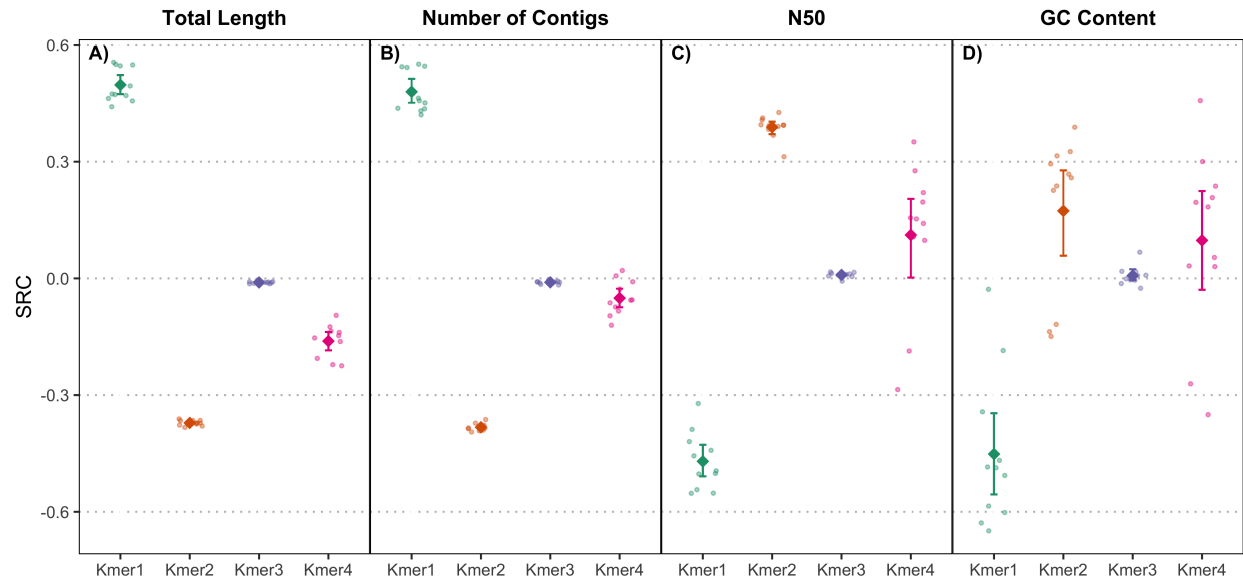 Total Length Number of Contigs N50 GC Content
A) B) C) D)
SRC
0.6
0.3
0.0
-0.3
-0.6
Kmer1 Kmer2 Kmer3 Kmer4 Kmer1 Kmer2 Kmer3 Kmer4 Kmer1 Kmer2 Kmer3 Kmer4 Kmer1 Kmer2 Kmer3 Kmer4